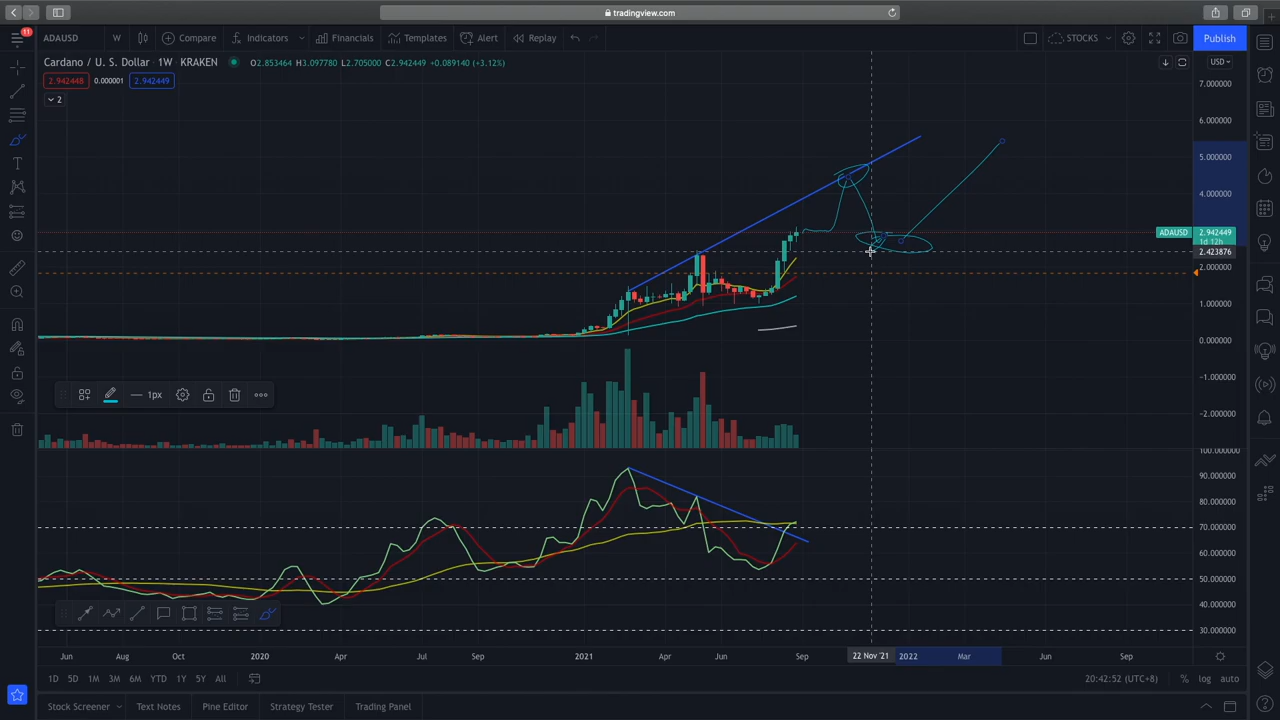 tradingview.com
11
ADAUSD
W
Compare
Indicators
Financials
Templates
Alert
Replay
STOCKS
Publish
Cardano / U. S. Dollar · 1W · KRAKEN
O2.853464 H3.097780 L2.705000 C2.942449 +0.089140 (+3.12%)
USD
2.942448
0.000001
2.942449
2
7.000000
6.000000
5.000000
4.000000
ADAUSD
2.942449
1d 12h
2.423876
2.000000
1.000000
0.000000
−1.000000
−2.000000
1px
100.000000
90.000000
80.000000
70.000000
60.000000
50.000000
40.000000
30.000000
Jun
Aug
Oct
2020
Apr
Jul
Sep
2021
Apr
Jun
Sep
22 Nov '21
2022
Mar
Jun
Sep
1D
5D
1M
3M
6M
YTD
1Y
5Y
All
20:42:52 (UTC+8)
%
log
auto
Stock Screener
Text Notes
Pine Editor
Strategy Tester
Trading Panel